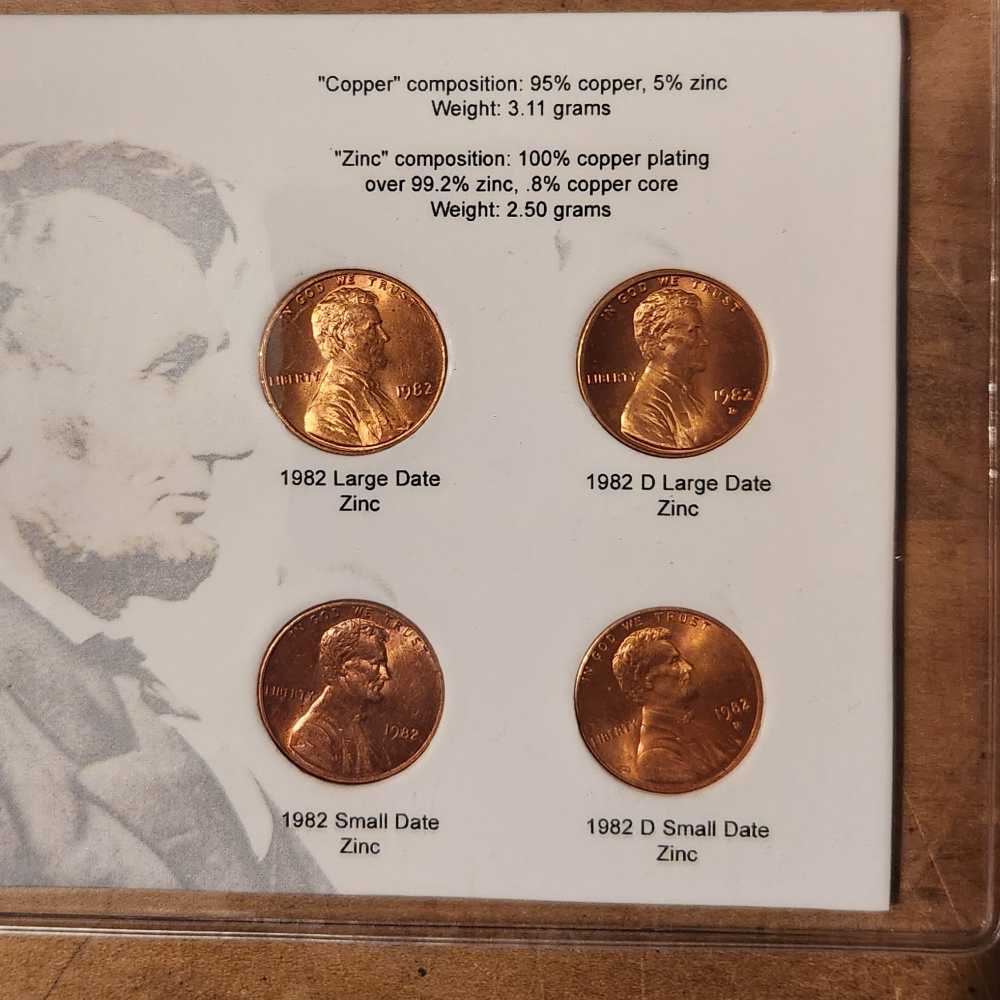 "Copper" composition: 95% copper, 5% zinc
Weight: 3.11 grams
"Zinc" composition: 100% copper plating
over 99.2% zinc, .8% copper core
Weight: 2.50 grams
IN GOD WE TRUST
LIBERTY
1982
IN GOD WE TRUST
LIBERTY
1982
D
1982 Large Date
Zinc
1982 D Large Date
Zinc
IN GOD WE TRUST
LIBERTY
1982
IN GOD WE TRUST
LIBERTY
1982
D
1982 Small Date
Zinc
1982 D Small Date
Zinc